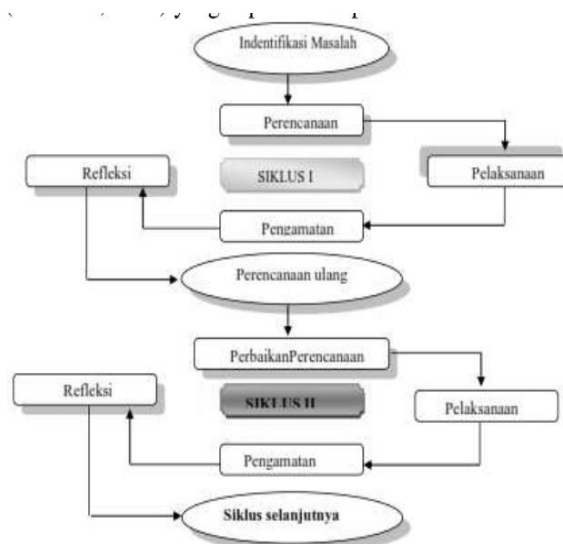 Indentifikasi Masalah
Perencanaan
Refleksi
SIKLUS I
Pelaksanaan
Pengamatan
Perencanaan ulang
PerbaikanPerencanaan
Refleksi
SIKLUS II
Pelaksanaan
Pengamatan
Siklus selanjutnya